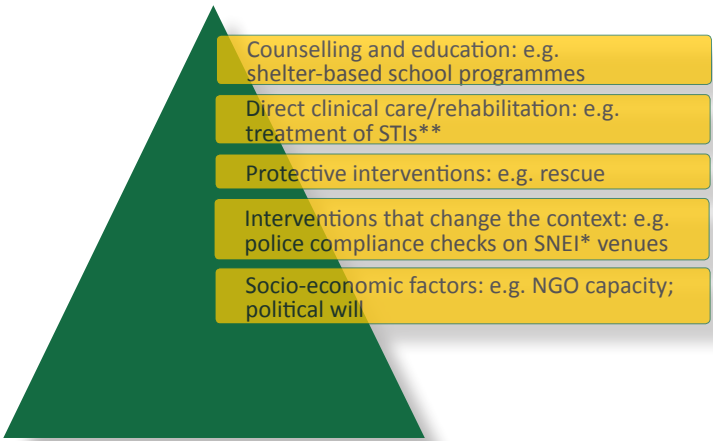 Counselling and education: e.g.
shelter-based school programmes
Direct clinical care/rehabilitation: e.g.
treatment of STIs**
Protective interventions: e.g. rescue
Interventions that change the context: e.g.
police compliance checks on SNEI* venues
Socio-economic factors: e.g. NGO capacity;
political will